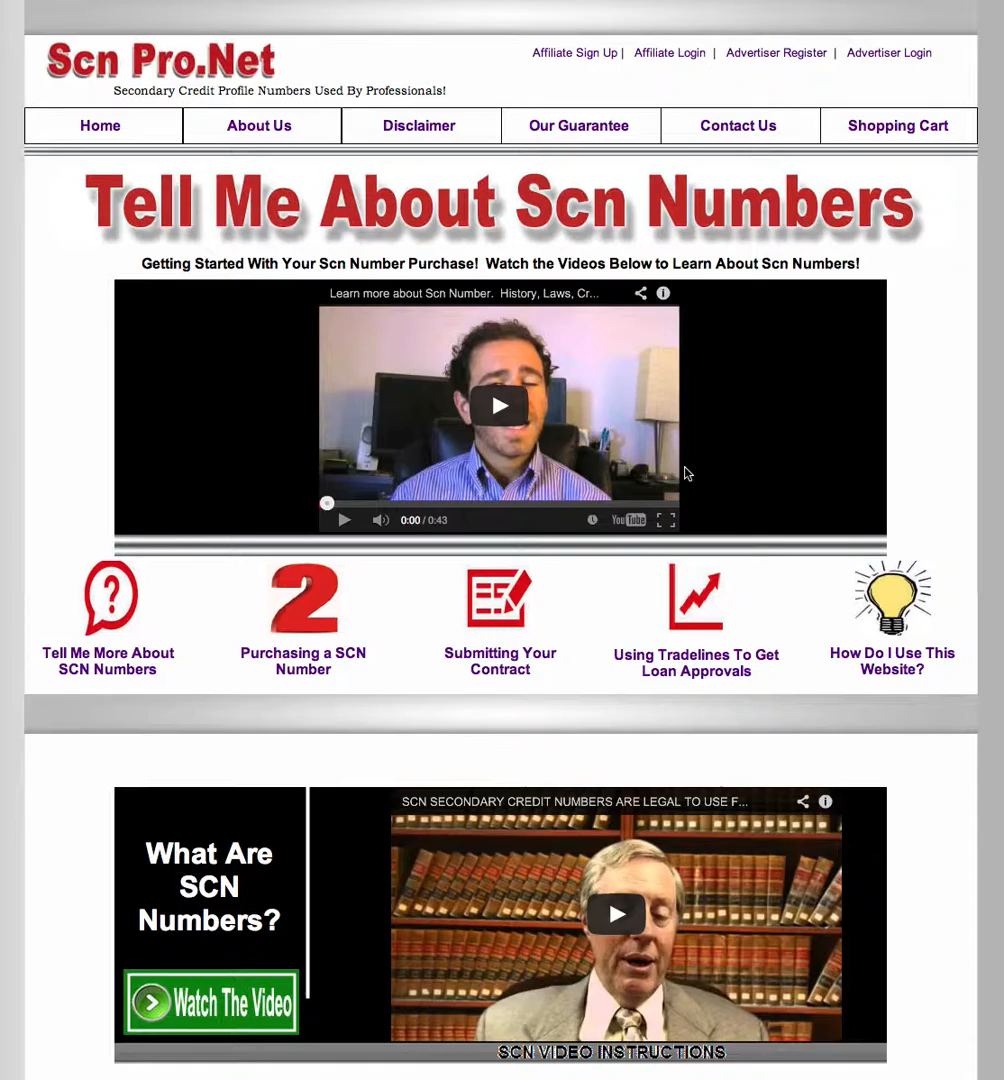 Scn Pro.Net
Affiliate Sign Up | Affiliate Login | Advertiser Register | Advertiser Login
Secondary Credit Profile Numbers Used By Professionals!
Home About Us Disclaimer Our Guarantee Contact Us Shopping Cart
Tell Me About Scn Numbers
Getting Started With Your Scn Number Purchase! Watch the Videos Below to Learn About Scn Numbers!
Learn more about Scn Number. History, Laws, Cr...
0:00 / 0:43
YouTube
2
Tell Me More About
SCN Numbers
Purchasing a SCN
Number
Submitting Your
Contract
Using Tradelines To Get
Loan Approvals
How Do I Use This
Website?
SCN SECONDARY CREDIT NUMBERS ARE LEGAL TO USE F...
What Are
SCN
Numbers?
Watch The Video
SCN VIDEO INSTRUCTIONS